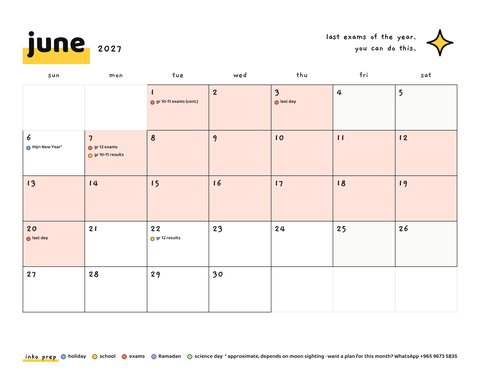 june 2027
last exams of the year.
you can do this.
sun mon tue wed thu fri sat
1 2 3 4 5
gr 10-11 exams (cont.) last day
6 7 8 9 10 11 12
Hijri New Year* gr 12 exams
gr 10-11 results
13 14 15 16 17 18 19
20 21 22 23 24 25 26
last day gr 12 results
27 28 29 30
inko prep holiday school exams Ramadan science day * approximate, depends on moon sighting · want a plan for this month? WhatsApp +965 9673 5835